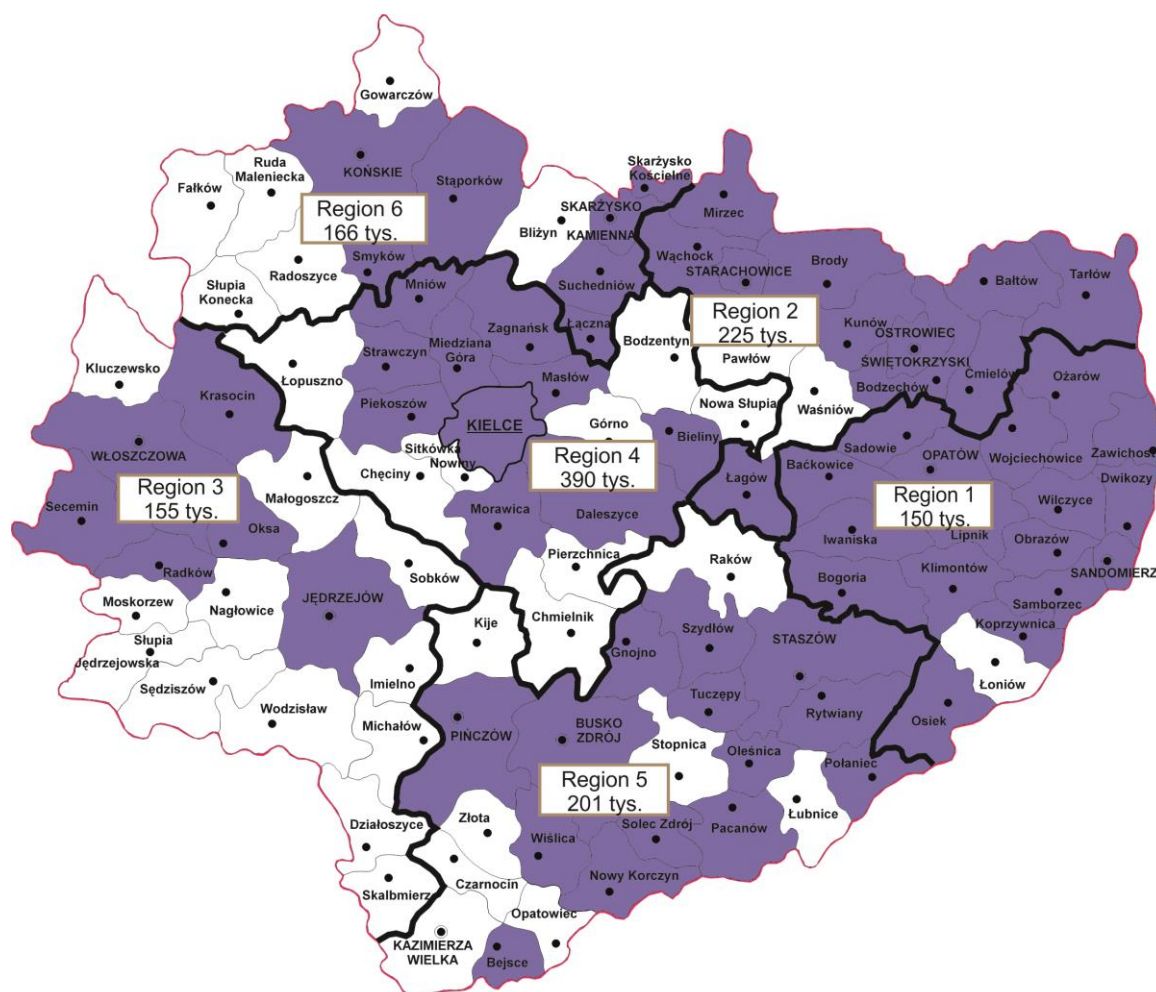 Gowarczów
Ruda
Maleniecka
KOŃSKIE
Fałków
Stąporków
Skarżysko
Kościelne
Region 6
166 tys.
SKARŻYSKO
KAMIENNA
Bliżyn
Mirzec
Radoszyce
Smyków
Słupia
Konecka
Mniów
Suchedniów
Wąchock
STARACHOWICE
Brody
Bałtów
Tarłów
Region 2
225 tys.
Kunów
OSTROWIEC
ŚWIĘTOKRZYSKI
Bodzechów
Ćmielów
Pawłów
Waśniów
Nowa Słupia
Bodzentyn
Łączna
Zagnańsk
Miedziana
Góra
Strawczyn
Masłów
Łopuszno
Piekoszów
KIELCE
Górno
Bieliny
Kluczewsko
Krasocin
WŁOSZCZOWA
Region 3
155 tys.
Małogoszcz
Secemin
Oksa
Radków
Chęciny
Sitkówka
Nowiny
Region 4
390 tys.
Morawica
Daleszyce
Łagów
Ożarów
Sadowie
OPATÓW
Wojciechowice
Zawichost
Baćkowice
Dwikozy
Region 1
150 tys.
Wilczyce
Iwaniska
Lipnik
Obrazów
Klimontów
SANDOMIERZ
Bogoria
Samborzec
Koprzywnica
Łoniów
Osiek
Pierzchnica
Raków
Sobków
Moskorzew
Nagłowice
JĘDRZEJÓW
Słupia
Jędrzejowska
Sędziszów
Wodzisław
Imielno
Michałów
Kije
Chmielnik
Gnojno
Szydłów
STASZÓW
Tuczępy
Rytwiany
PIŃCZÓW
BUSKO
ZDRÓJ
Stopnica
Oleśnica
Połaniec
Region 5
201 tys.
Łubnice
Pacanów
Solec Zdrój
Działoszyce
Złota
Wiślica
Nowy Korczyn
Skalbmierz
Czarnocin
Opatowiec
KAZIMIERZA
WIELKA
Bejsce